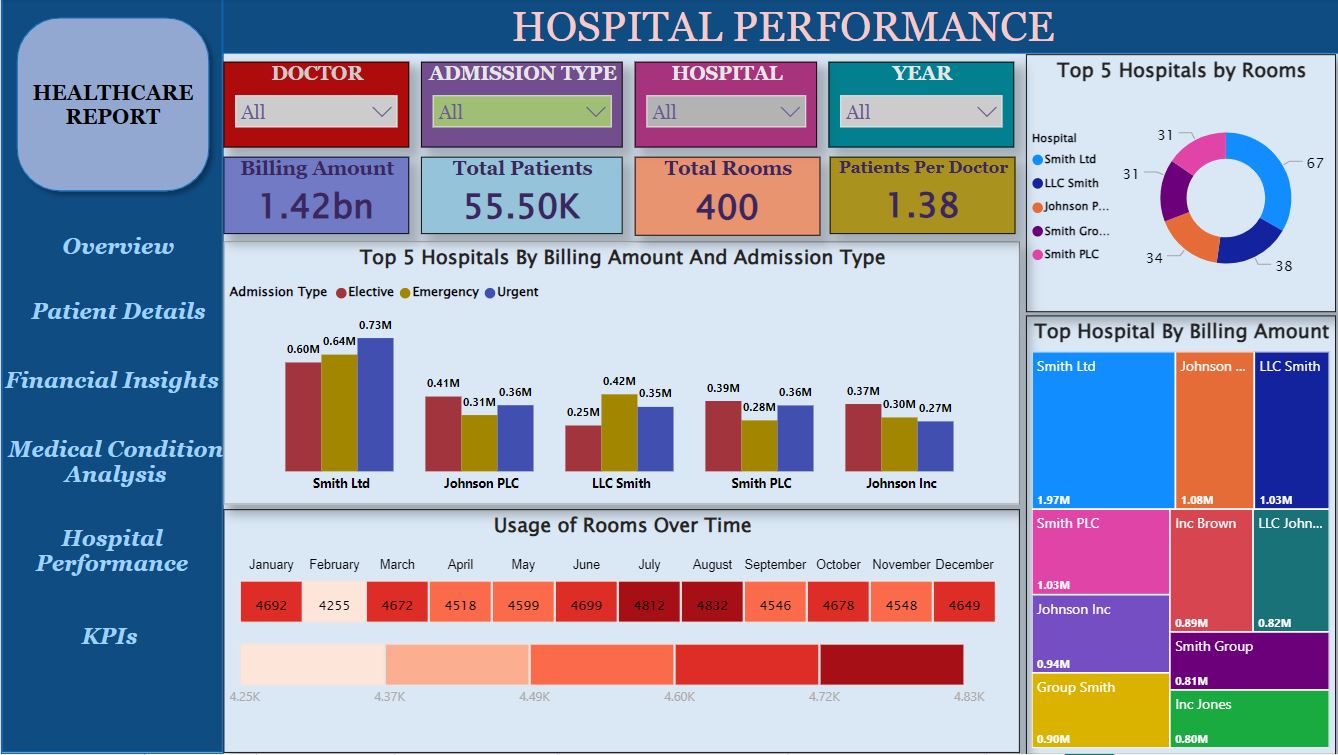 HOSPITAL PERFORMANCE
HEALTHCARE
REPORT
Overview
Patient Details
Financial Insights
Medical Condition
Analysis
Hospital
Performance
KPIs
DOCTOR
All
ADMISSION TYPE
All
HOSPITAL
All
YEAR
All
Billing Amount
1.42bn
Total Patients
55.50K
Total Rooms
400
Patients Per Doctor
1.38
Top 5 Hospitals By Billing Amount And Admission Type
Admission Type Elective Emergency Urgent
0.60M 0.64M 0.73M
0.41M 0.31M 0.36M
0.25M 0.42M 0.35M
0.39M 0.28M 0.36M
0.37M 0.30M 0.27M
Smith Ltd Johnson PLC LLC Smith Smith PLC Johnson Inc
Usage of Rooms Over Time
January February March April May June July August September October November December
4692 4255 4672 4518 4599 4699 4812 4832 4546 4678 4548 4649
4.25K 4.37K 4.49K 4.60K 4.72K 4.83K
Top 5 Hospitals by Rooms
Hospital
Smith Ltd
LLC Smith
Johnson P...
Smith Gro...
Smith PLC
31
67
31
34
38
Top Hospital By Billing Amount
Smith Ltd
1.97M
Johnson ...
1.08M
LLC Smith
1.03M
Smith PLC
1.03M
Inc Brown
0.89M
LLC John...
0.82M
Johnson Inc
0.94M
Smith Group
0.81M
Group Smith
0.90M
Inc Jones
0.80M